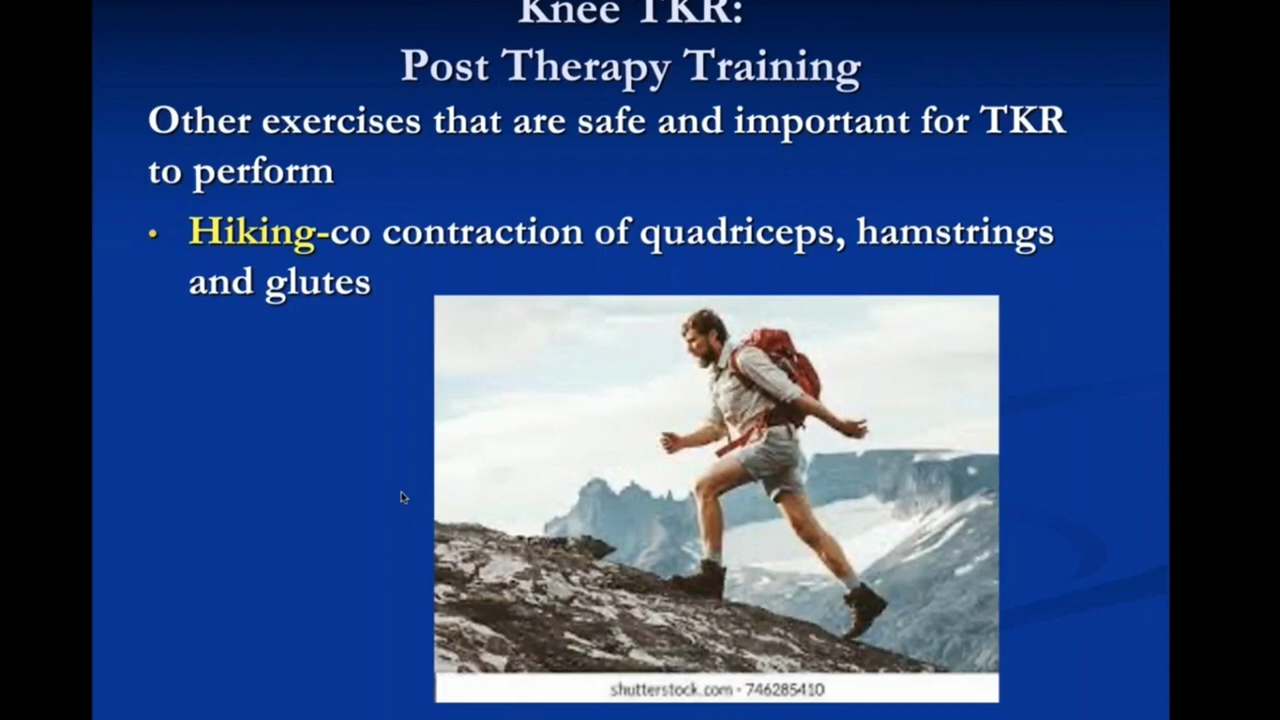 Knee TKR:
Post Therapy Training
Other exercises that are safe and important for TKR
to perform
• Hiking-co contraction of quadriceps, hamstrings
and glutes
shutterstock.com · 746285410